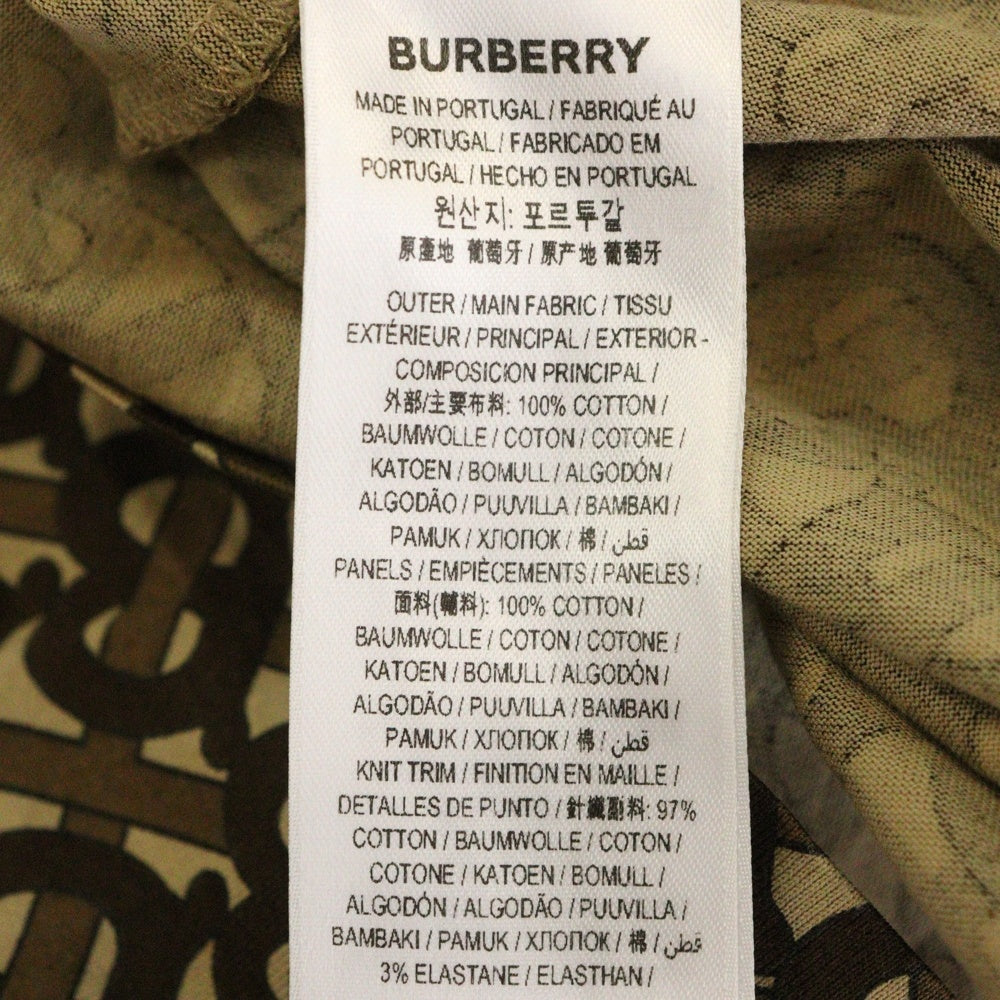 BURBERRY
MADE IN PORTUGAL / FABRIQUÉ AU
PORTUGAL / FABRICADO EM
PORTUGAL / HECHO EN PORTUGAL
원산지: 포르투갈
原產地 葡萄牙 / 原产地 葡萄牙
OUTER / MAIN FABRIC / TISSU
EXTÉRIEUR / PRINCIPAL / EXTERIOR -
COMPOSICION PRINCIPAL /
外部/主要布料: 100% COTTON /
BAUMWOLLE / COTON / COTONE /
KATOEN / BOMULL / ALGODÓN /
ALGODÃO / PUUVILLA / BAMBAKI /
PAMUK / ХЛОПОК / 棉 / قطن
PANELS / EMPIÈCEMENTS / PANELES /
面料(輔料): 100% COTTON /
BAUMWOLLE / COTON / COTONE /
KATOEN / BOMULL / ALGODÓN /
ALGODÃO / PUUVILLA / BAMBAKI /
PAMUK / ХЛОПОК / 棉 / قطن
KNIT TRIM / FINITION EN MAILLE /
DETALLES DE PUNTO / 針織副料: 97%
COTTON / BAUMWOLLE / COTON /
COTONE / KATOEN / BOMULL /
ALGODÓN / ALGODÃO / PUUVILLA /
BAMBAKI / PAMUK / ХЛОПОК / 棉 / قطن
3% ELASTANE / ELASTHAN /